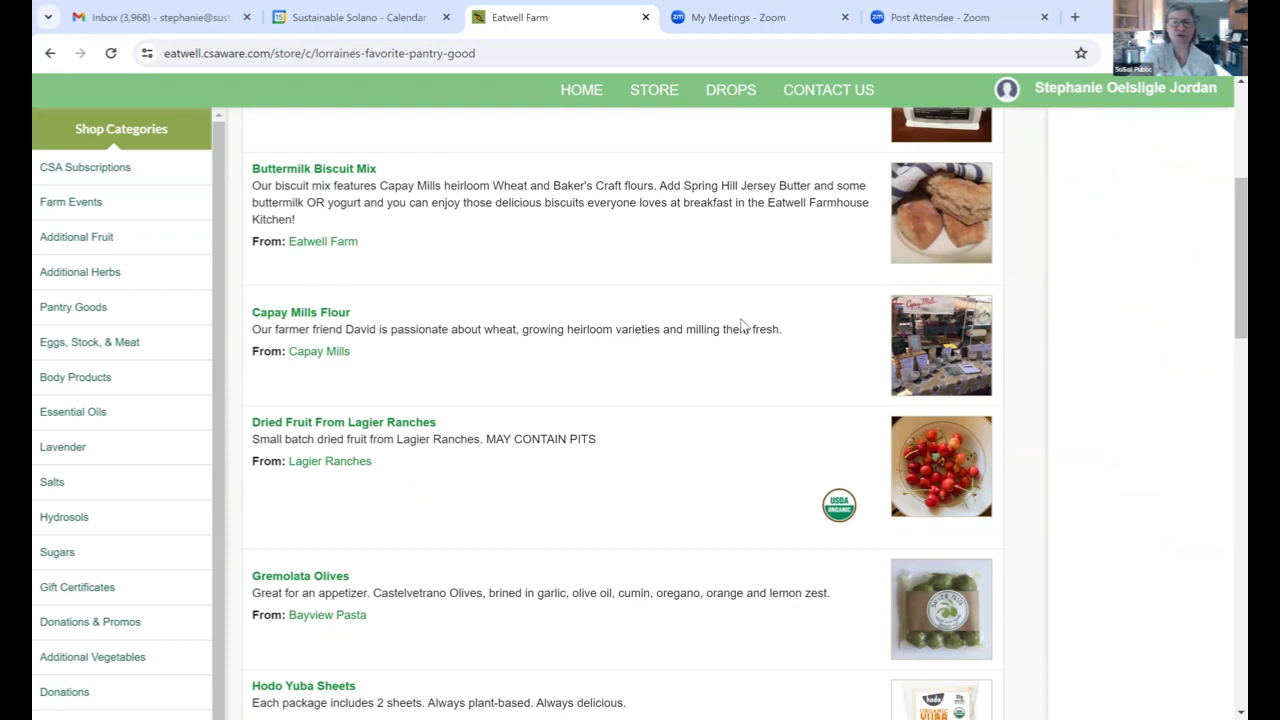 Inbox (3,968) - stephanie@sust
Sustainable Solano - Calendar
Eatwell Farm
My Meetings - Zoom
Post Attendee - Zoom
eatwell.csaware.com/store/c/lorraines-favorite-pantry-good
SuSol Public
HOME STORE DROPS CONTACT US
Stephanie Oelsligle Jordan
Shop Categories
CSA Subscriptions
Farm Events
Additional Fruit
Additional Herbs
Pantry Goods
Eggs, Stock, & Meat
Body Products
Essential Oils
Lavender
Salts
Hydrosols
Sugars
Gift Certificates
Donations & Promos
Additional Vegetables
Donations
Buttermilk Biscuit Mix
Our biscuit mix features Capay Mills heirloom Wheat and Baker's Craft flours. Add Spring Hill Jersey Butter and some
buttermilk OR yogurt and you can enjoy those delicious biscuits everyone loves at breakfast in the Eatwell Farmhouse
Kitchen!
From: Eatwell Farm
Capay Mills Flour
Our farmer friend David is passionate about wheat, growing heirloom varieties and milling them fresh.
From: Capay Mills
Capay Mills
Dried Fruit From Lagier Ranches
Small batch dried fruit from Lagier Ranches. MAY CONTAIN PITS
From: Lagier Ranches
USDA
ORGANIC
Gremolata Olives
Great for an appetizer. Castelvetrano Olives, brined in garlic, olive oil, cumin, oregano, orange and lemon zest.
From: Bayview Pasta
Hodo Yuba Sheets
Each package includes 2 sheets. Always plant-based. Always delicious.
hodo
ORGANIC
YUBA